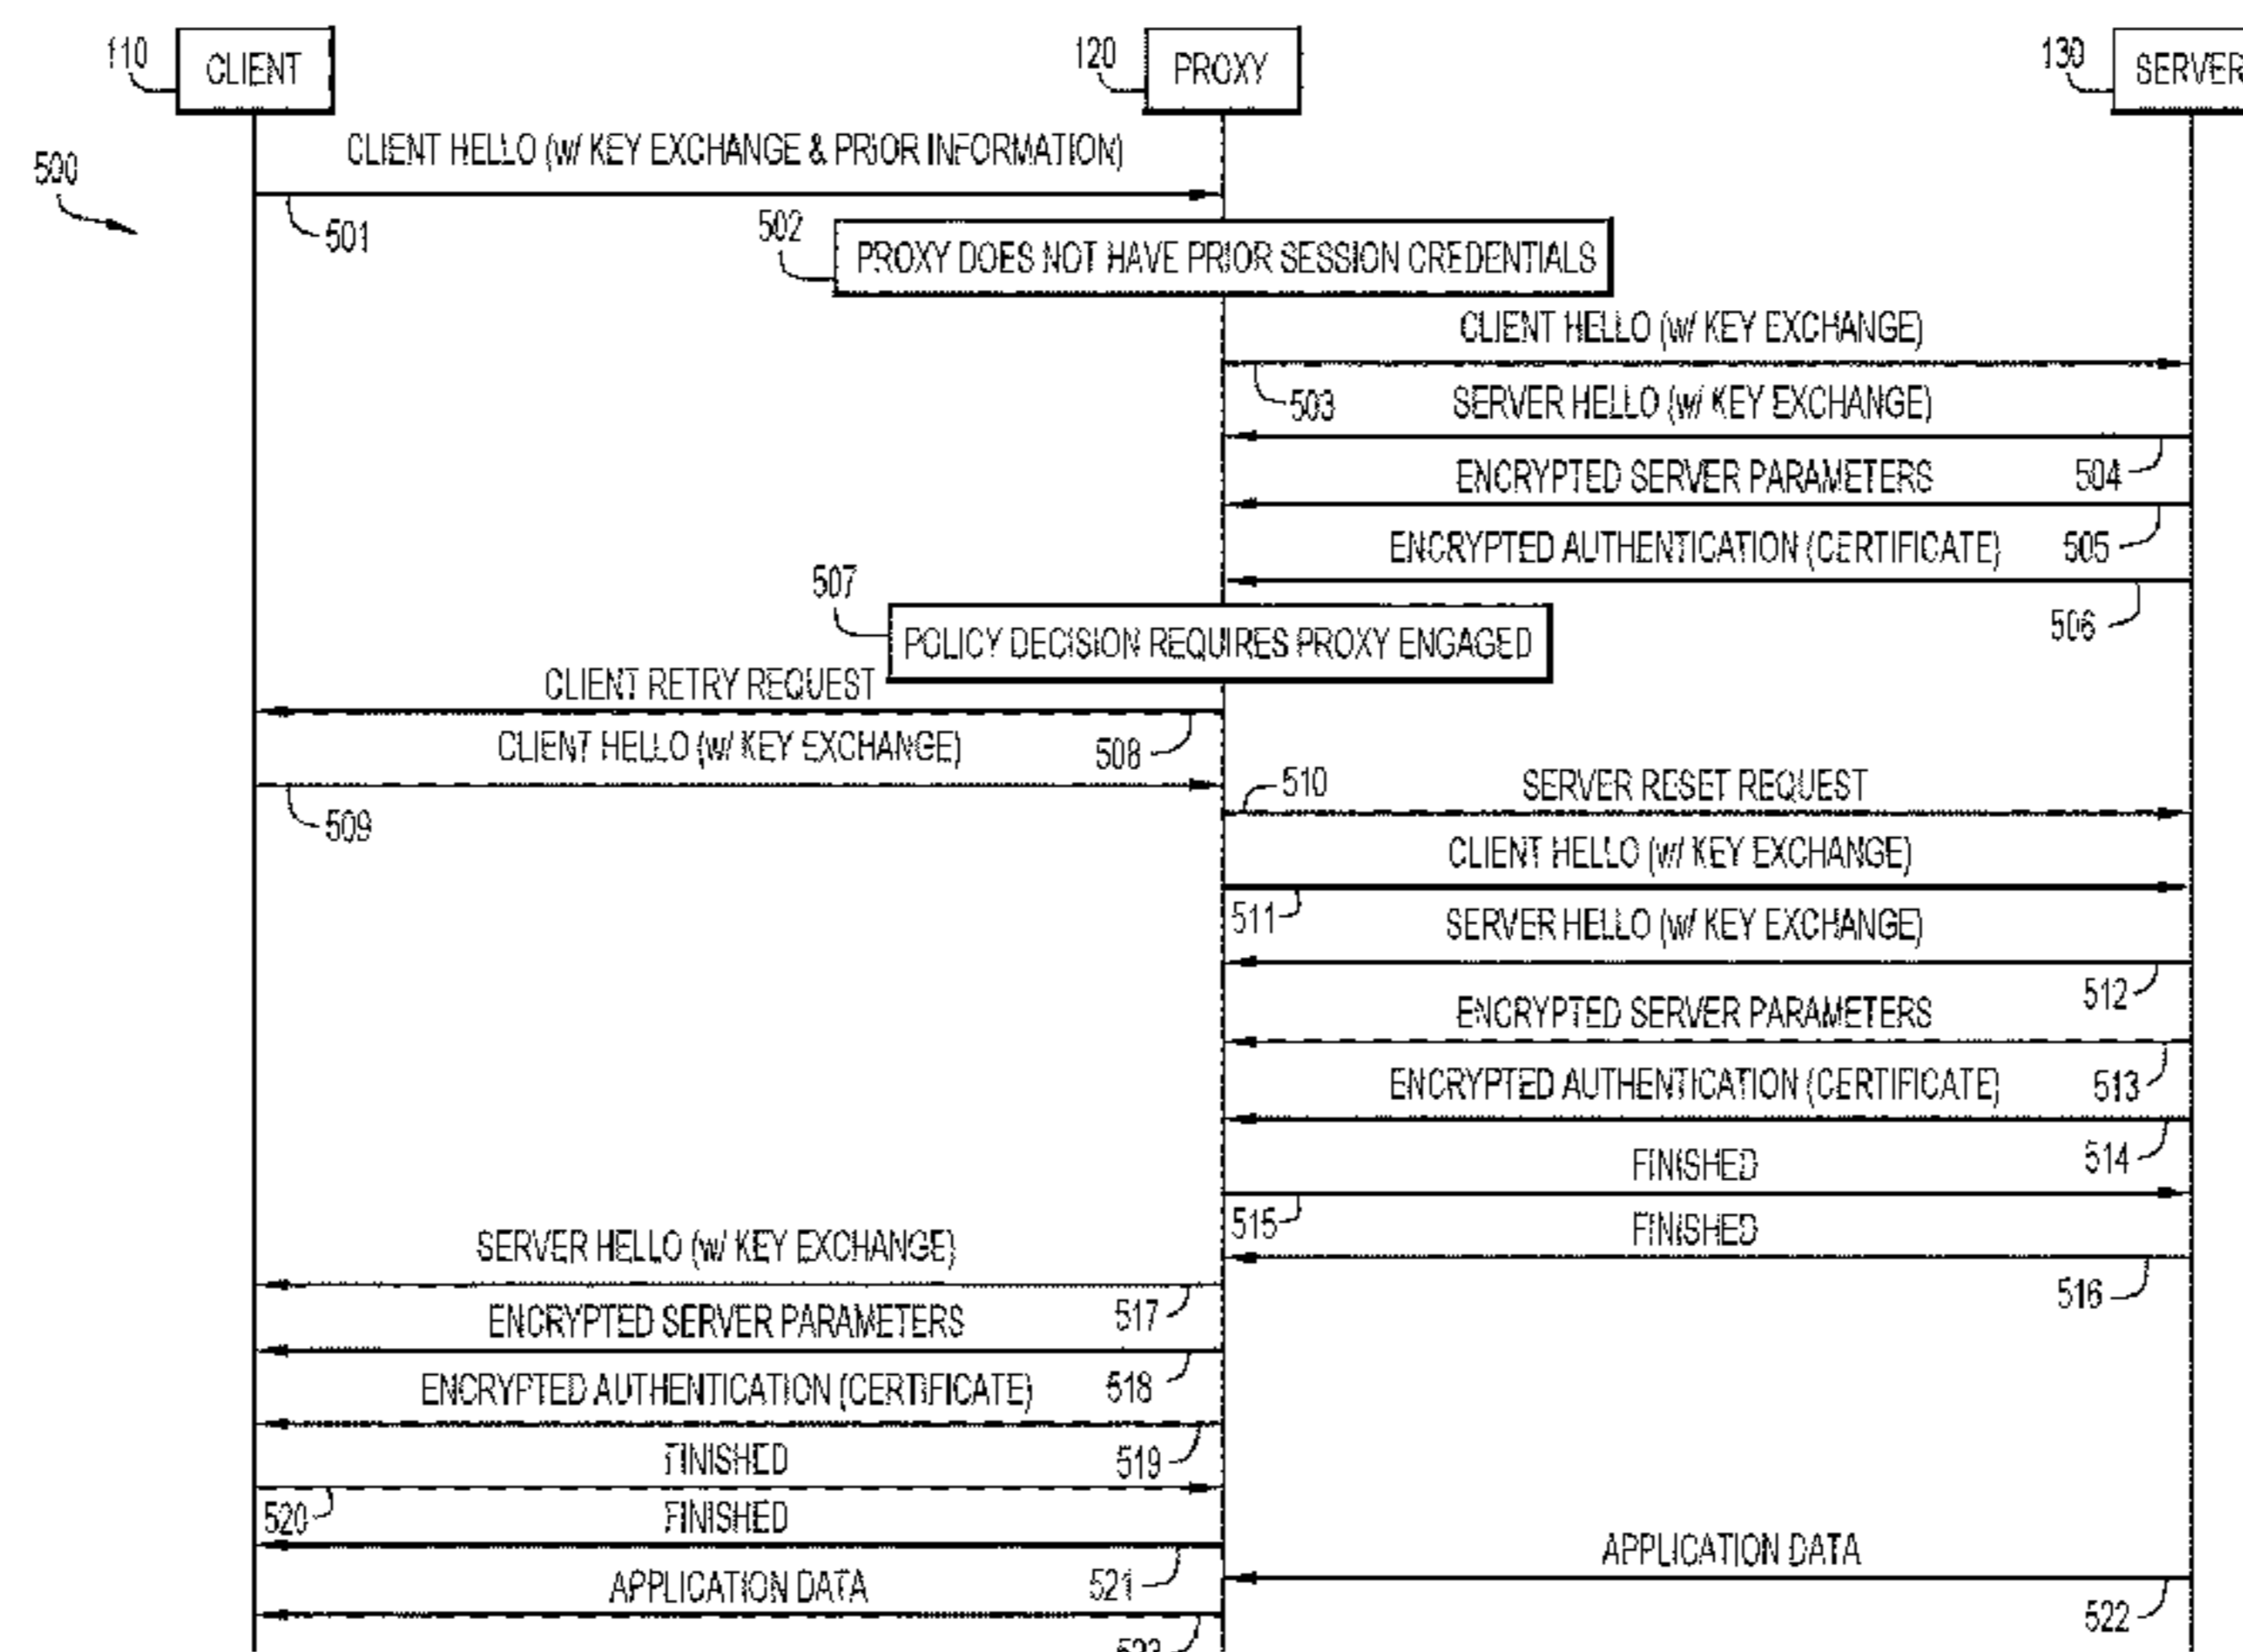 110 CLIENT 120 PROXY 130 SERVER
500
CLIENT HELLO (w/ KEY EXCHANGE & PRIOR INFORMATION)
501
502 PROXY DOES NOT HAVE PRIOR SESSION CREDENTIALS
CLIENT HELLO (w/ KEY EXCHANGE)
503
SERVER HELLO (w/ KEY EXCHANGE)
504
ENCRYPTED SERVER PARAMETERS
505
ENCRYPTED AUTHENTICATION (CERTIFICATE)
506
507 POLICY DECISION REQUIRES PROXY ENGAGED
CLIENT RETRY REQUEST
508
CLIENT HELLO (w/ KEY EXCHANGE)
509
510 SERVER RESET REQUEST
CLIENT HELLO (w/ KEY EXCHANGE)
511
SERVER HELLO (w/ KEY EXCHANGE)
512
ENCRYPTED SERVER PARAMETERS
513
ENCRYPTED AUTHENTICATION (CERTIFICATE)
514
FINISHED
515
FINISHED
516
SERVER HELLO (w/ KEY EXCHANGE)
517
ENCRYPTED SERVER PARAMETERS
518
ENCRYPTED AUTHENTICATION (CERTIFICATE)
519
FINISHED
520
FINISHED
521
APPLICATION DATA
522
APPLICATION DATA
523